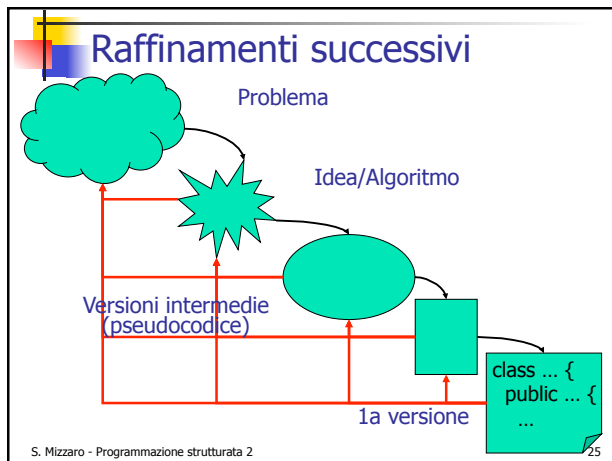 Raffinamenti successivi
Problema
Idea/Algoritmo
Versioni intermedie
(pseudocodice)
class … {
public … {
…
1a versione
S. Mizzaro - Programmazione strutturata 2
25